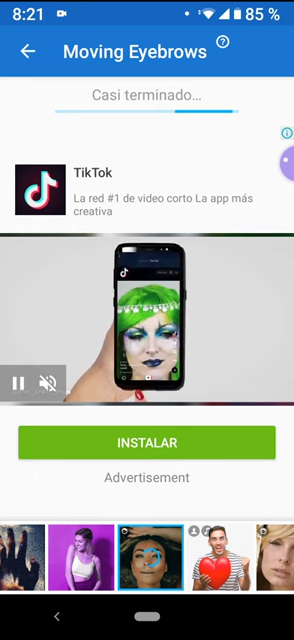 8:21
85 %
Moving Eyebrows
Casi terminado…
TikTok
La red #1 de video corto La app más
creativa
INSTALAR
Advertisement